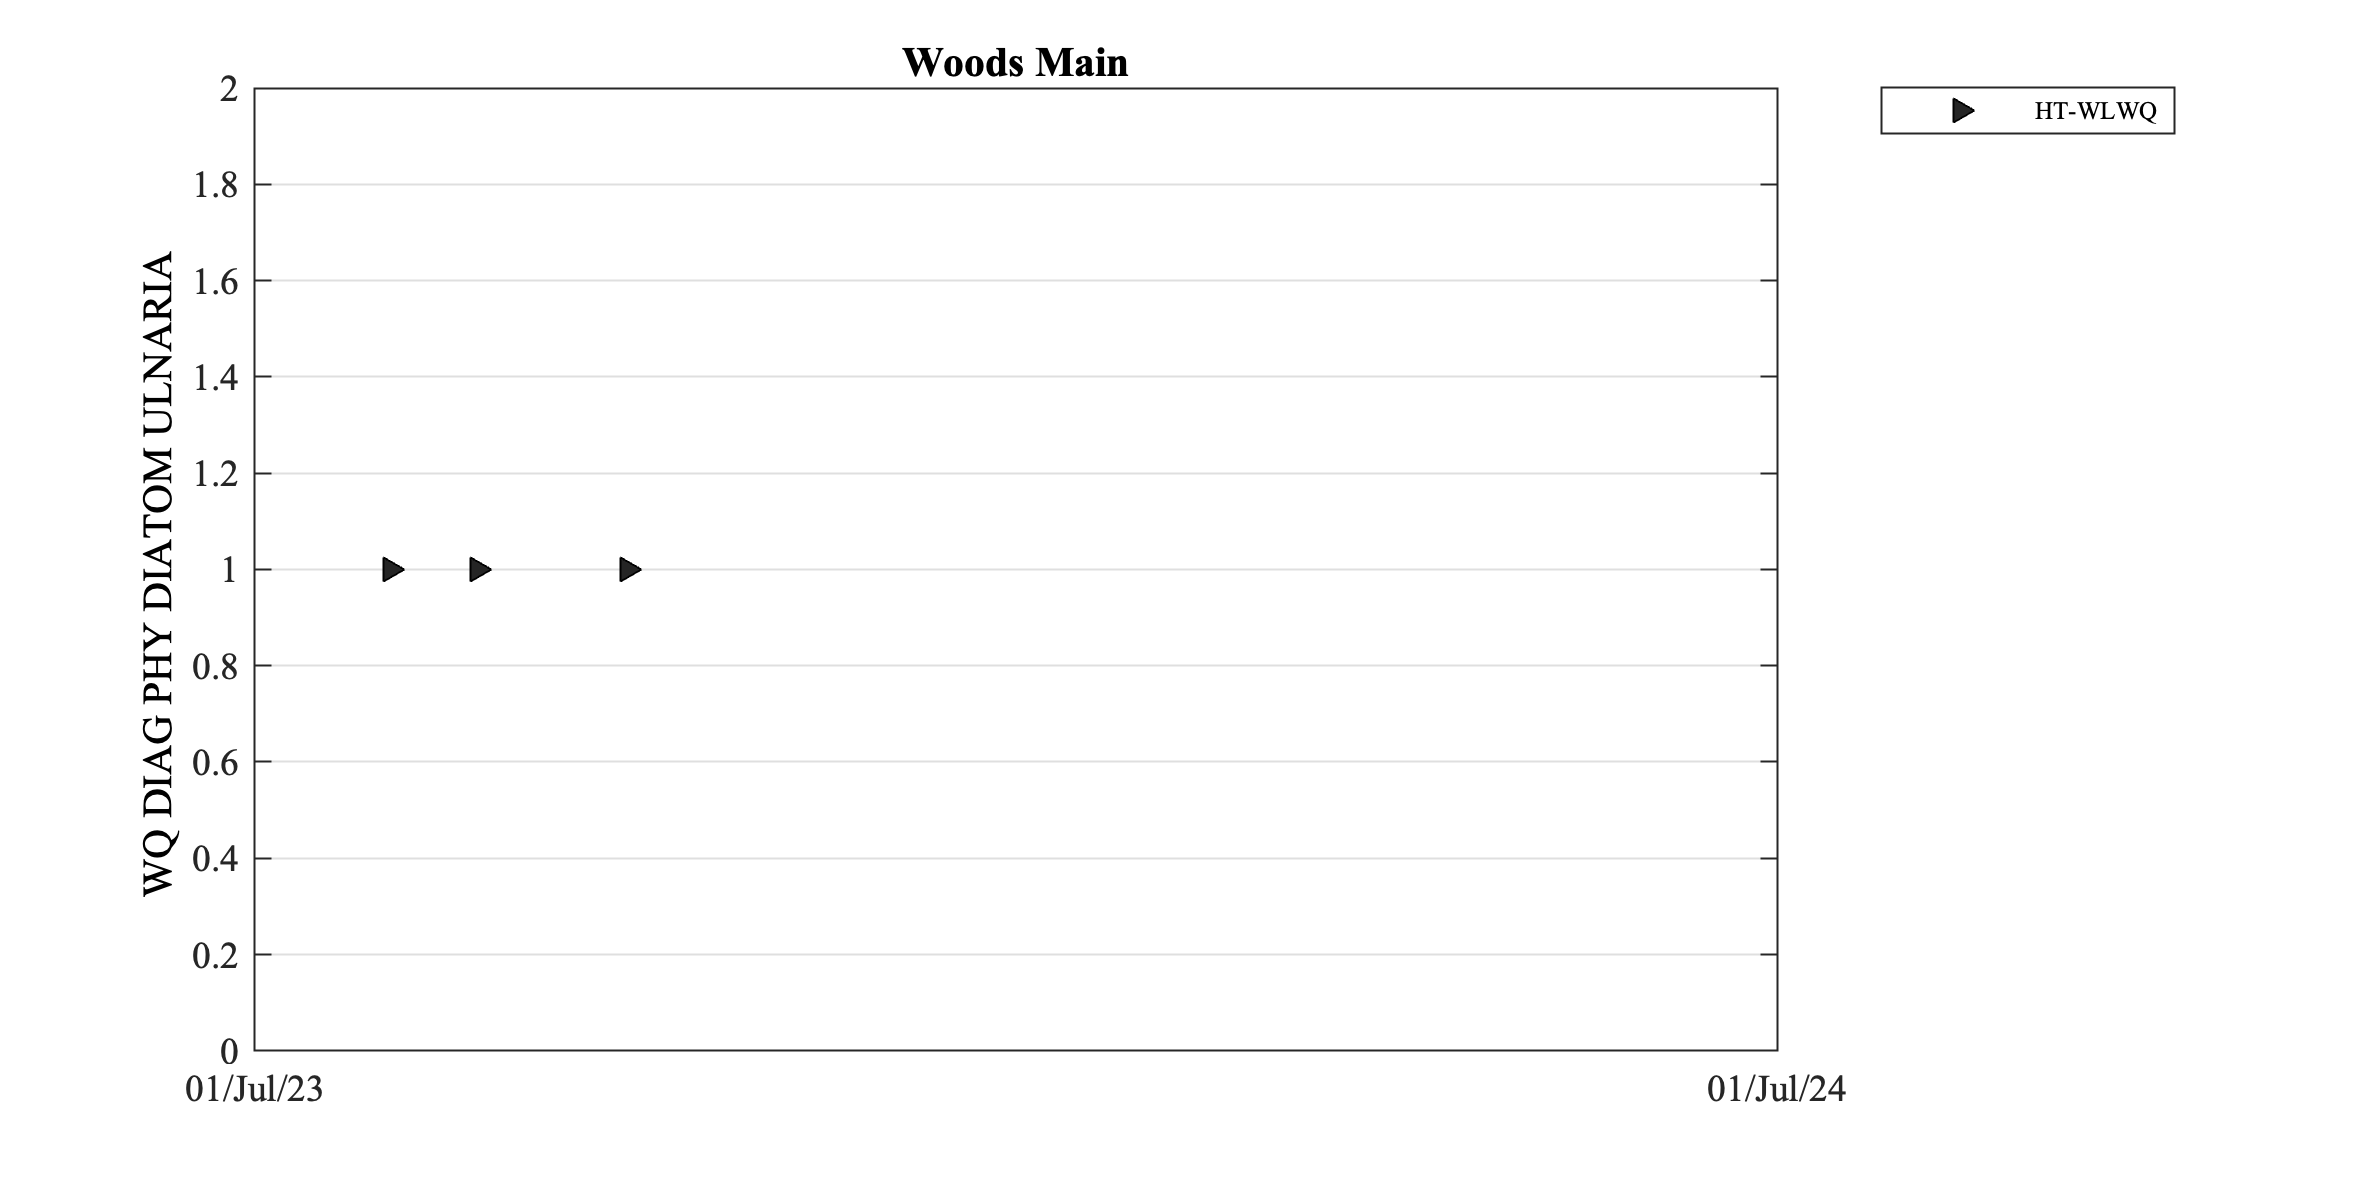 Woods Main
HT-WLWQ
WQ DIAG PHY DIATOM ULNARIA
2
1.8
1.6
1.4
1.2
1
0.8
0.6
0.4
0.2
0
01/Jul/23
01/Jul/24